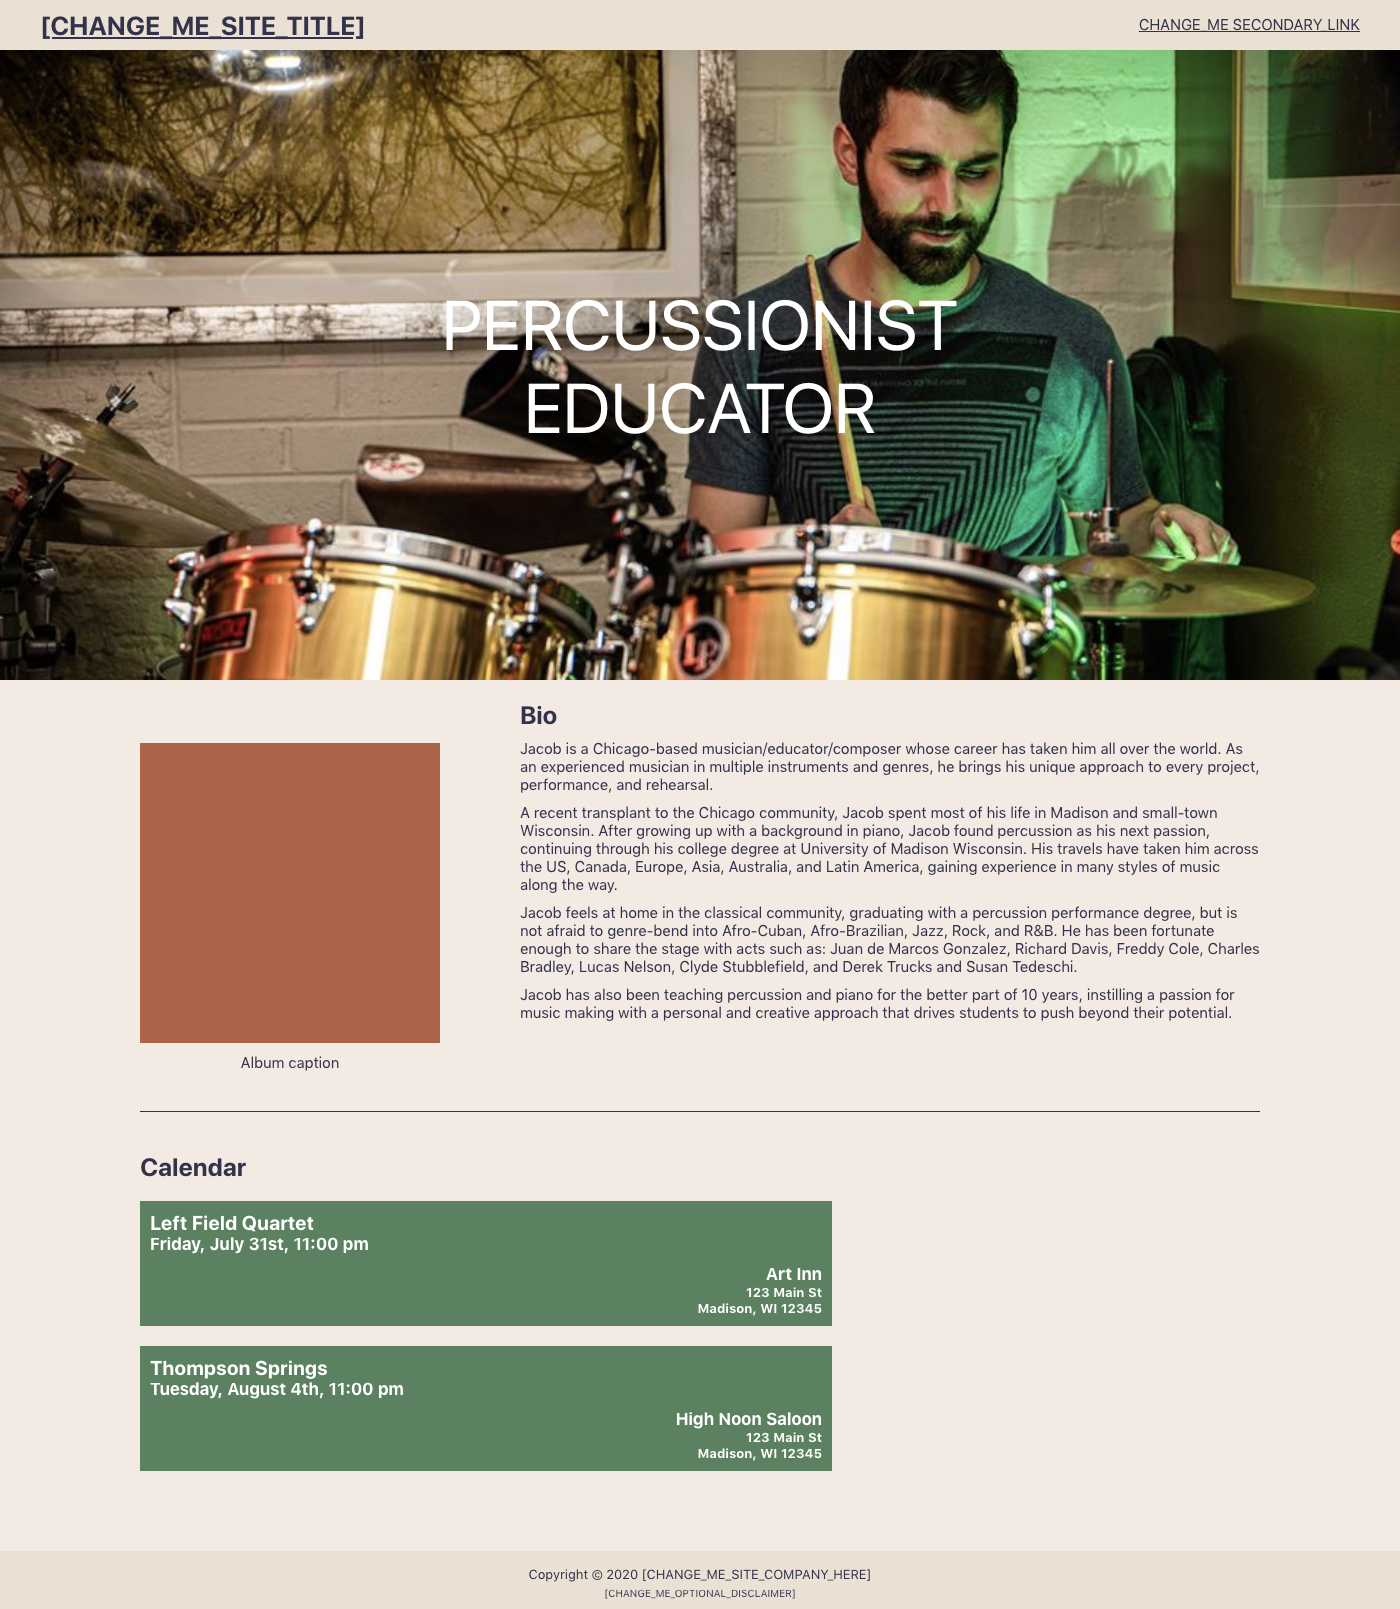 [CHANGE_ME_SITE_TITLE]
CHANGE_ME SECONDARY_LINK
PERCUSSIONIST
EDUCATOR
LP
Bio
Jacob is a Chicago-based musician/educator/composer whose career has taken him all over the world. As
an experienced musician in multiple instruments and genres, he brings his unique approach to every project,
performance, and rehearsal.
A recent transplant to the Chicago community, Jacob spent most of his life in Madison and small-town
Wisconsin. After growing up with a background in piano, Jacob found percussion as his next passion,
continuing through his college degree at University of Madison Wisconsin. His travels have taken him across
the US, Canada, Europe, Asia, Australia, and Latin America, gaining experience in many styles of music
along the way.
Jacob feels at home in the classical community, graduating with a percussion performance degree, but is
not afraid to genre-bend into Afro-Cuban, Afro-Brazilian, Jazz, Rock, and R&B. He has been fortunate
enough to share the stage with acts such as: Juan de Marcos Gonzalez, Richard Davis, Freddy Cole, Charles
Bradley, Lucas Nelson, Clyde Stubblefield, and Derek Trucks and Susan Tedeschi.
Jacob has also been teaching percussion and piano for the better part of 10 years, instilling a passion for
music making with a personal and creative approach that drives students to push beyond their potential.
Album caption
Calendar
Left Field Quartet
Friday, July 31st, 11:00 pm
Art Inn
123 Main St
Madison, WI 12345
Thompson Springs
Tuesday, August 4th, 11:00 pm
High Noon Saloon
123 Main St
Madison, WI 12345
Copyright © 2020 [CHANGE_ME_SITE_COMPANY_HERE]
[CHANGE_ME_OPTIONAL_DISCLAIMER]